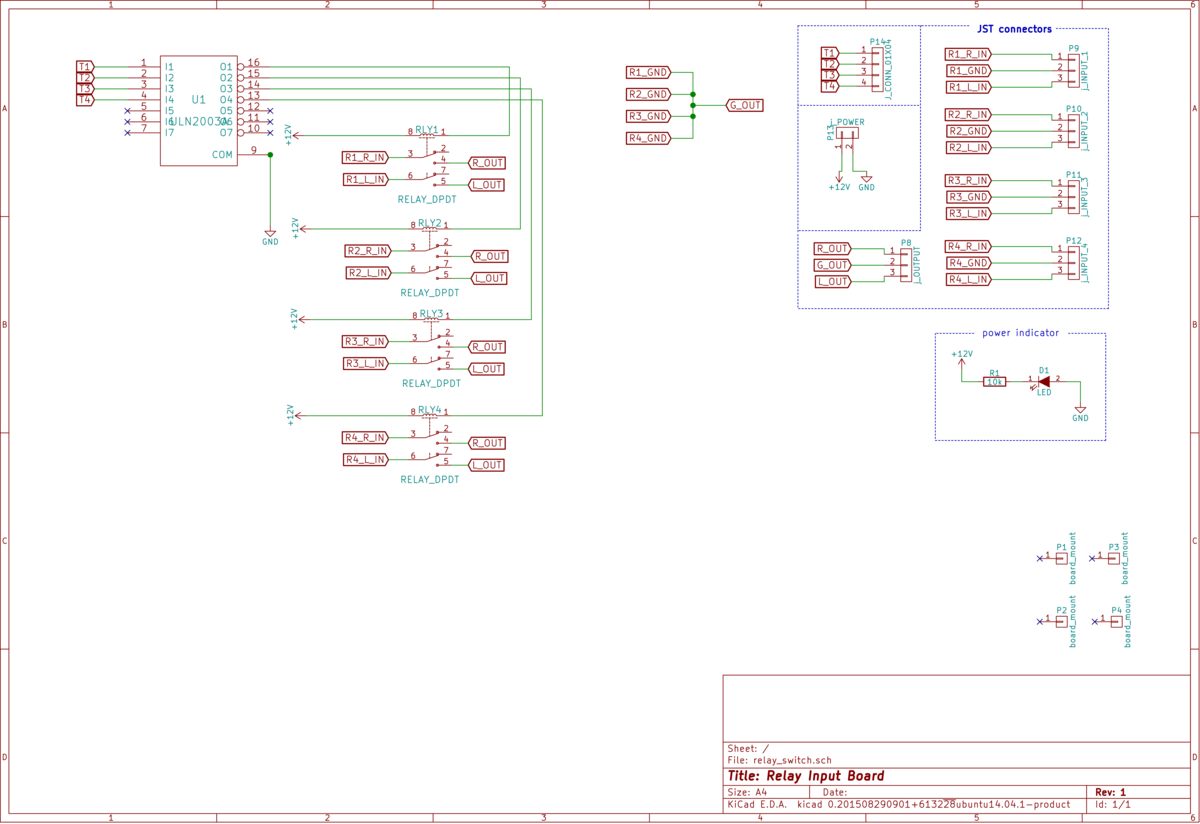 1 2 3 4 5 6
A
B
C
D
T1
T2
T3
T4
1 I1 O1 16
2 I2 O2 15
3 I3 O3 14
4 I4 O4 13
5 I5 O5 12
6 I6 O6 11
7 I7 O7 10
U1
ULN2003A
COM 9
GND
+12V 8 RLY1 1
R1_R_IN 3 2
4 R_OUT
R1_L_IN 6 7
5 L_OUT
RELAY_DPDT
+12V 8 RLY2 1
R2_R_IN 3 2
4 R_OUT
R2_L_IN 6 7
5 L_OUT
RELAY_DPDT
+12V 8 RLY3 1
R3_R_IN 3 2
4 R_OUT
R3_L_IN 6 7
5 L_OUT
RELAY_DPDT
+12V 8 RLY4 1
R4_R_IN 3 2
4 R_OUT
R4_L_IN 6 7
5 L_OUT
RELAY_DPDT
R1_GND
R2_GND
R3_GND
R4_GND
G_OUT
JST connectors
P14
T1 1
T2 2
T3 3
T4 4
J_CONN_01X04
j_POWER
P13
1 2
+12V GND
P8
R_OUT 1
G_OUT 2
L_OUT 3
j_OUTPUT
P9
R1_R_IN 1
R1_GND 2
R1_L_IN 3
j_INPUT_1
P10
R2_R_IN 1
R2_GND 2
R2_L_IN 3
j_INPUT_2
P11
R3_R_IN 1
R3_GND 2
R3_L_IN 3
j_INPUT_3
P12
R4_R_IN 1
R4_GND 2
R4_L_IN 3
j_INPUT_4
power indicator
+12V
R1
10k
D1
1 2
LED
GND
P1
1
board_mount
P3
1
board_mount
P2
1
board_mount
P4
1
board_mount
Sheet: /
File: relay_switch.sch
Title: Relay Input Board
Size: A4 Date: Rev: 1
KiCad E.D.A. kicad 0.201508290901+6132~28~ubuntu14.04.1-product Id: 1/1
A
B
C
D
1 2 3 4 5 6